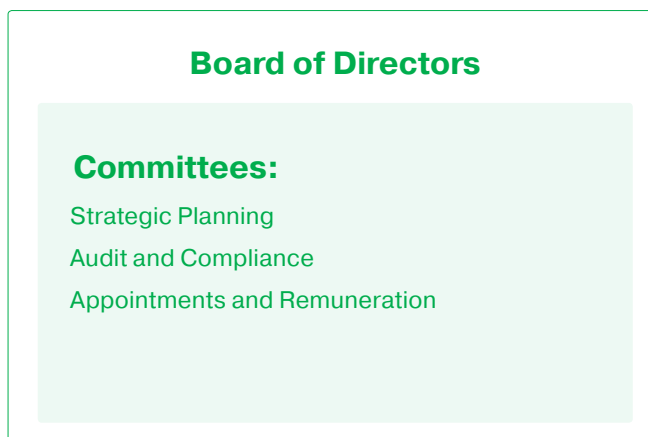 Board of Directors
Committees:
Strategic Planning
Audit and Compliance
Appointments and Remuneration